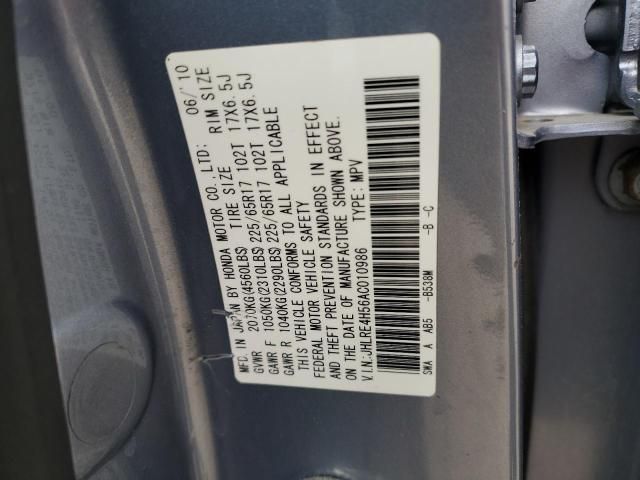 MFD. IN JAPAN BY HONDA MOTOR CO., LTD. 06/10
TIRE SIZE RIM SIZE
GVWR 2070KG(4560LBS)
GAWR F 1050KG(2310LBS) 225/65R17 102T 17X6.5J
GAWR R 1040KG(2290LBS) 225/65R17 102T 17X6.5J
THIS VEHICLE CONFORMS TO ALL APPLICABLE
FEDERAL MOTOR VEHICLE SAFETY
AND THEFT PREVENTION STANDARDS IN EFFECT
ON THE DATE OF MANUFACTURE SHOWN ABOVE.
V.I.N:JHLRE4H56AC010986 TYPE: MPV
SWA A AB5 -B538M -B -C